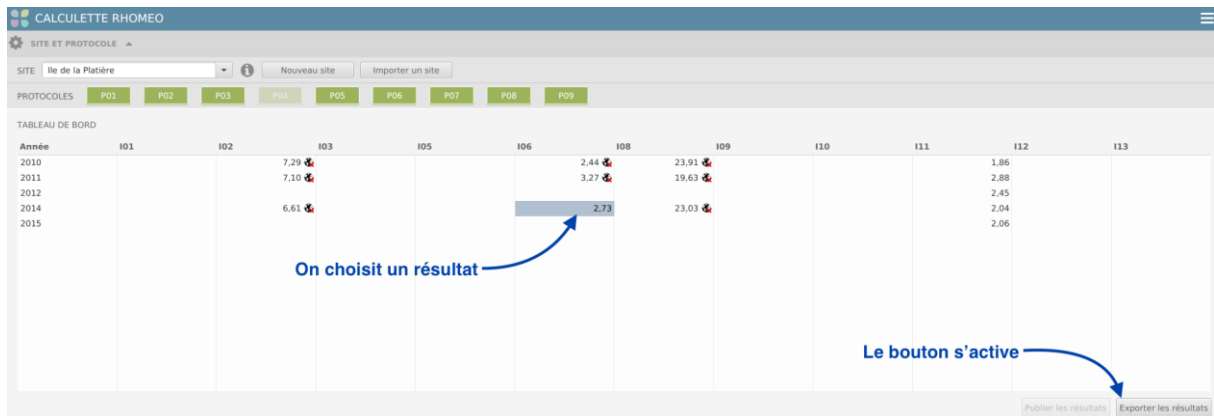 CALCULETTE RHOMEO
SITE ET PROTOCOLE
SITE Ile de la Platière Nouveau site Importer un site
PROTOCOLES P01 P02 P03 P04 P05 P06 P07 P08 P09
TABLEAU DE BORD
Année I01 I02 I03 I05 I06 I08 I09 I10 I11 I12 I13
2010 7,29 2,44 23,91 1,86
2011 7,10 3,27 19,63 2,88
2012 2,45
2014 6,61 2,73 23,03 2,04
2015 2,06
On choisit un résultat
Le bouton s’active
Publier les résultats Exporter les résultats